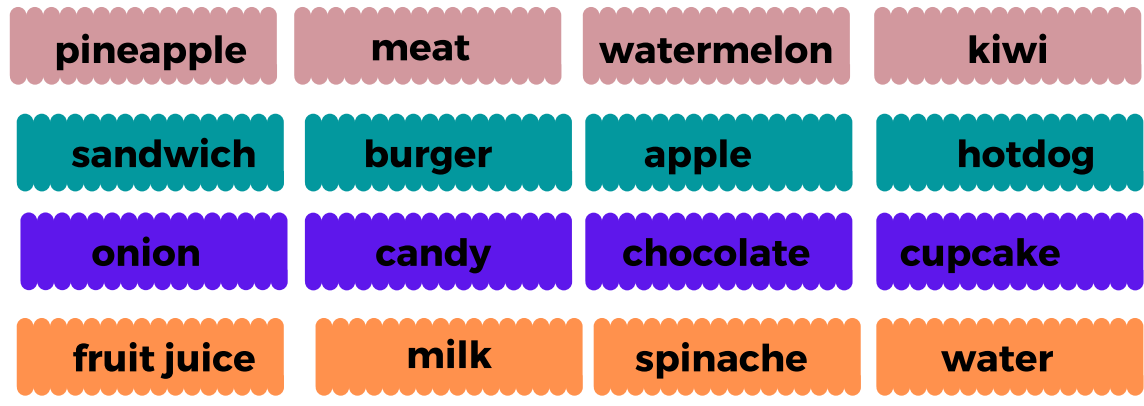 pineapple meat watermelon kiwi
sandwich burger apple hotdog
onion candy chocolate cupcake
fruit juice milk spinache water